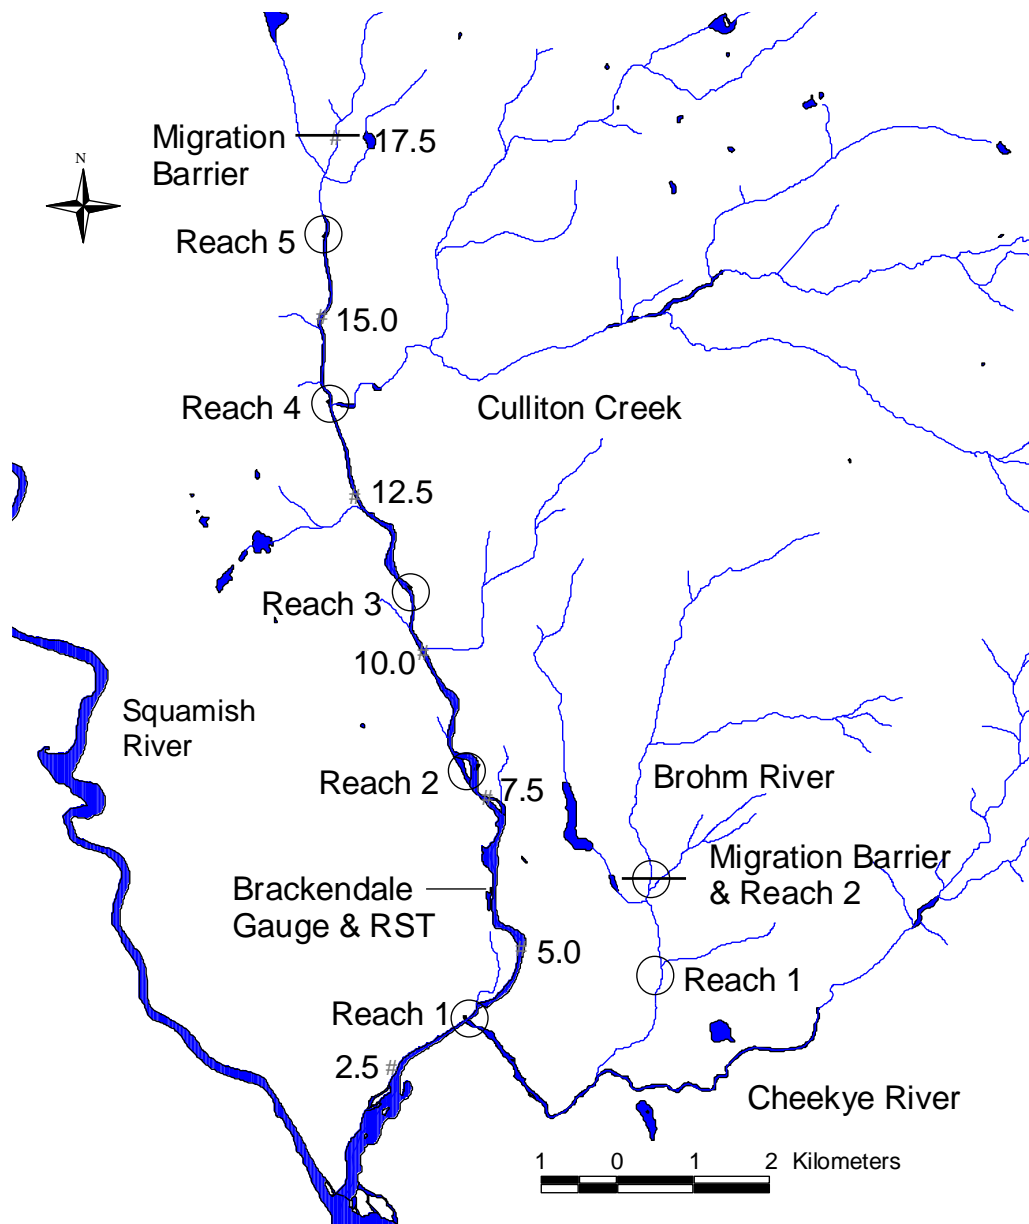 Migration
Barrier
# 17.5
N
Reach 5
# 15.0
Reach 4
Culliton Creek
# 12.5
Reach 3
# 10.0
Squamish
River
Reach 2
# 7.5
Brohm River
Migration Barrier
& Reach 2
Brackendale
Gauge & RST
# 5.0
Reach 1
Reach 1
2.5 #
Cheekye River
1 0 1 2 Kilometers